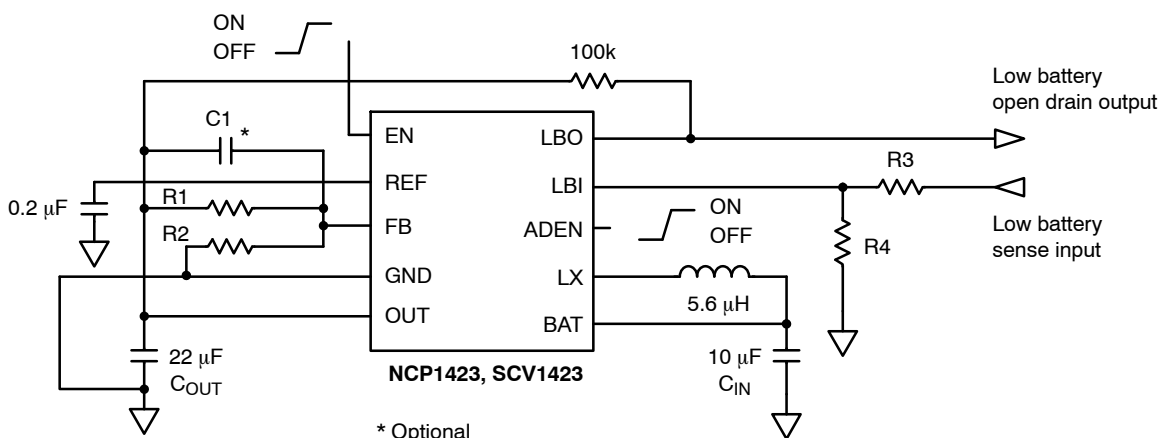 ON
OFF
100k
Low battery
open drain output
C1
*
EN
LBO
R3
REF
LBI
0.2 μF
R1
ON
OFF
FB
ADEN
Low battery
sense input
R2
R4
GND
LX
5.6 μH
OUT
BAT
22 μF
COUT
10 μF
CIN
NCP1423, SCV1423
* Optional